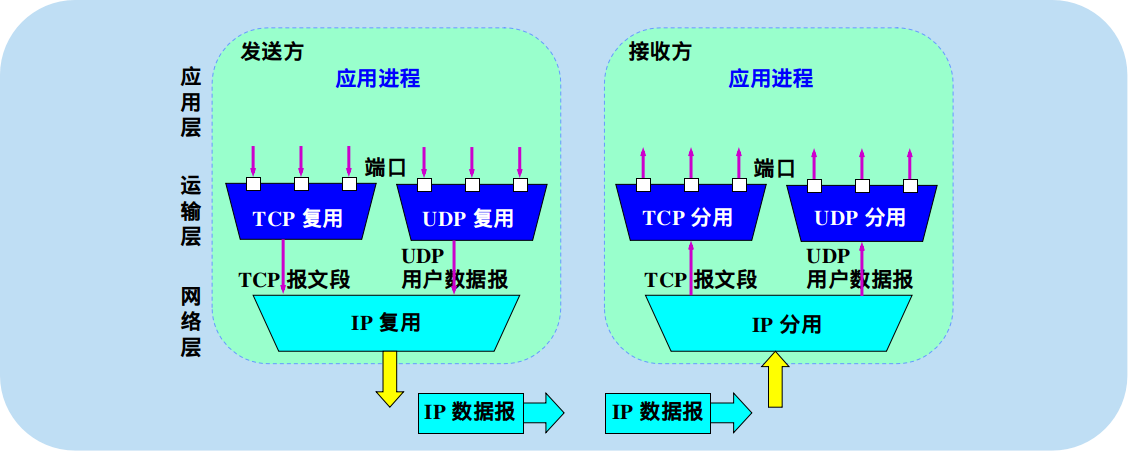 发送方
接收方
应用进程
应用进程
应用层
端口
端口
运输层
TCP 复用
UDP 复用
TCP 分用
UDP 分用
TCP 报文段
UDP
用户数据报
TCP 报文段
UDP
用户数据报
网络层
IP 复用
IP 分用
IP 数据报
IP 数据报